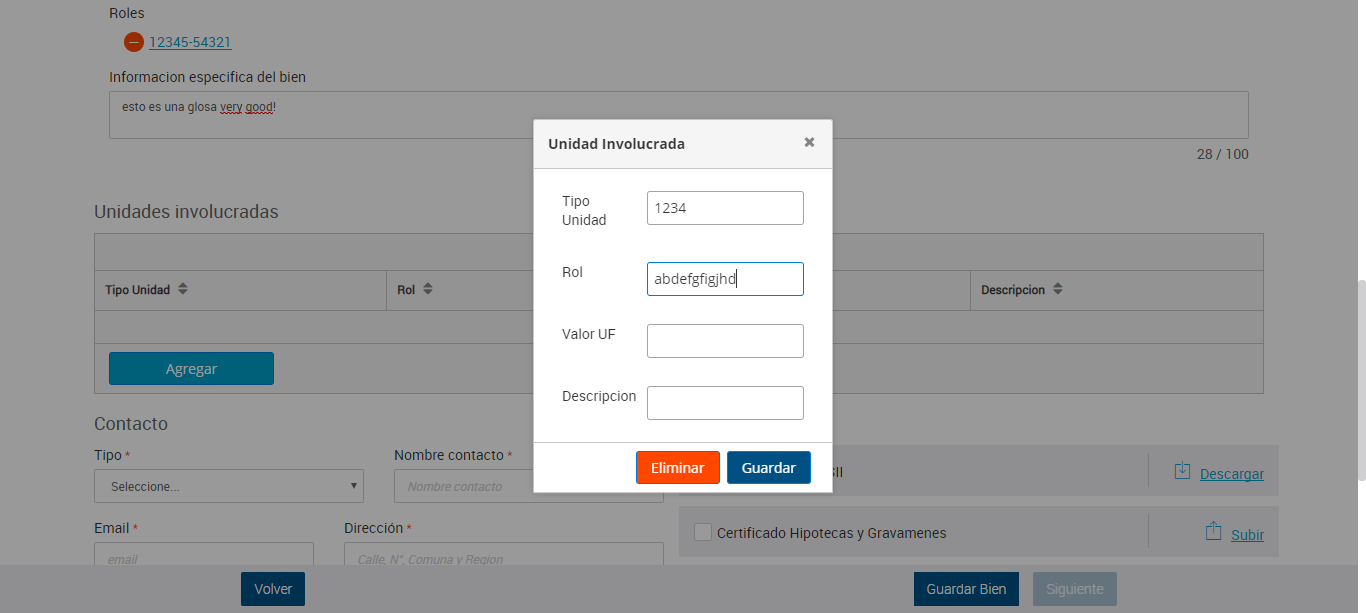 Roles
12345-54321
Informacion especifica del bien
esto es una glosa very good!
28 / 100
Unidad Involucrada
Tipo
Unidad
1234
Rol
abdefgfigjhd
Valor UF
Descripcion
Eliminar
Guardar
Unidades involucradas
Tipo Unidad
Rol
Descripcion
Agregar
Contacto
Tipo *
Seleccione...
Nombre contacto *
Nombre contacto
Email *
email
Dirección *
Calle, N°, Comuna y Region
SII
Descargar
Certificado Hipotecas y Gravamenes
Subir
Volver
Guardar Bien
Siguiente